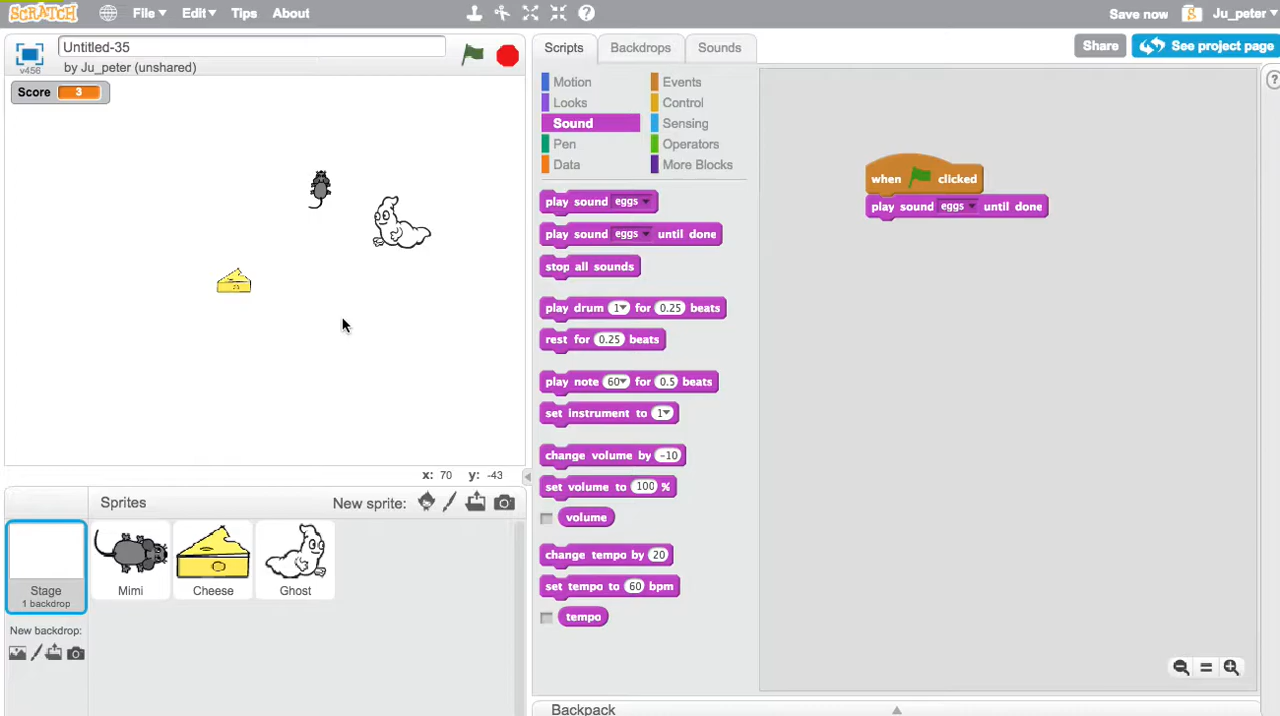 SCRATCH File Edit Tips About Save now Ju_peter
v456 Untitled-35
by Ju_peter (unshared)
Scripts Backdrops Sounds Share See project page
Score 3
Motion Events
Looks Control
Sound Sensing
Pen Operators
Data More Blocks
play sound eggs
play sound eggs until done
stop all sounds
play drum 1 for 0.25 beats
rest for 0.25 beats
play note 60 for 0.5 beats
set instrument to 1
change volume by -10
set volume to 100 %
volume
change tempo by 20
set tempo to 60 bpm
tempo
when clicked
play sound eggs until done
x: 70 y: -43
Sprites New sprite:
Stage
1 backdrop
Mimi Cheese Ghost
New backdrop:
Backpack